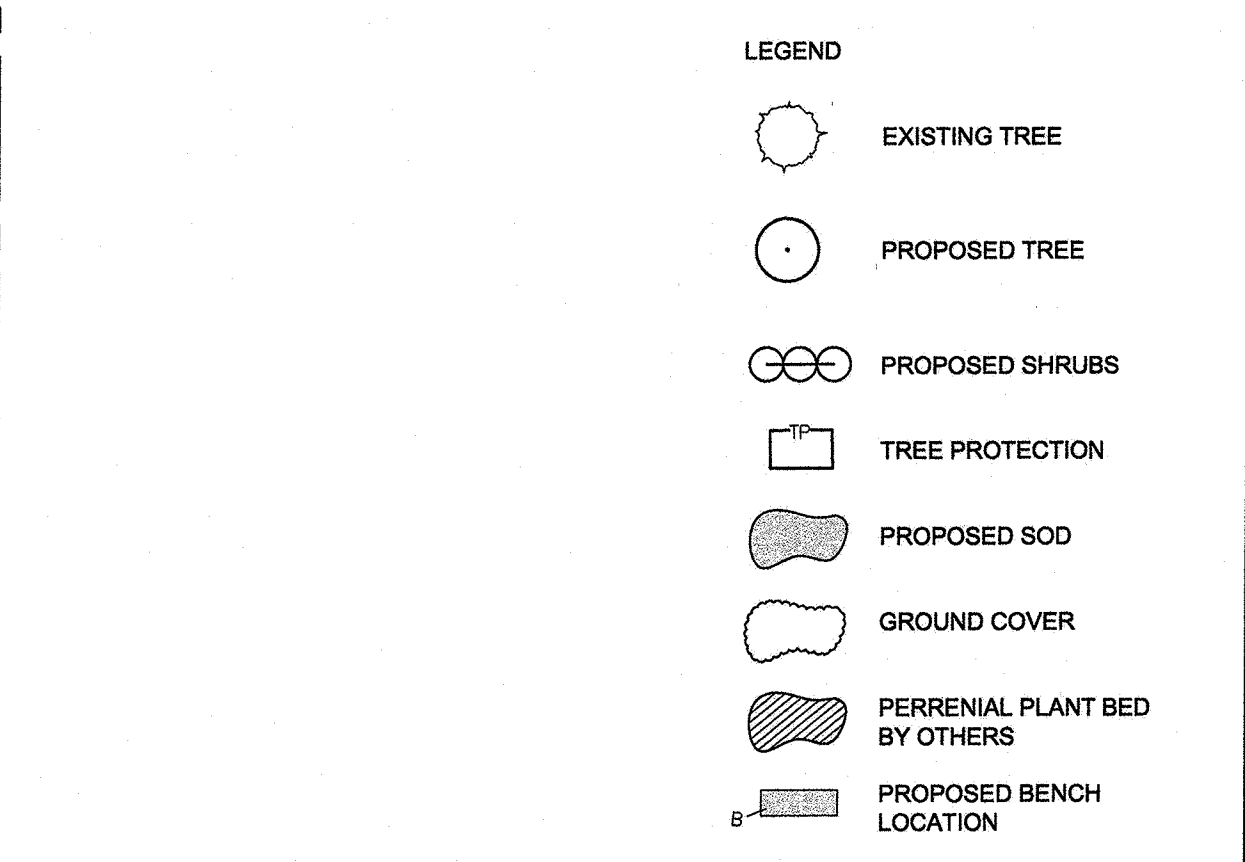 LEGEND
EXISTING TREE
PROPOSED TREE
PROPOSED SHRUBS
TP
TREE PROTECTION
PROPOSED SOD
GROUND COVER
PERRENIAL PLANT BED
BY OTHERS
B
PROPOSED BENCH
LOCATION